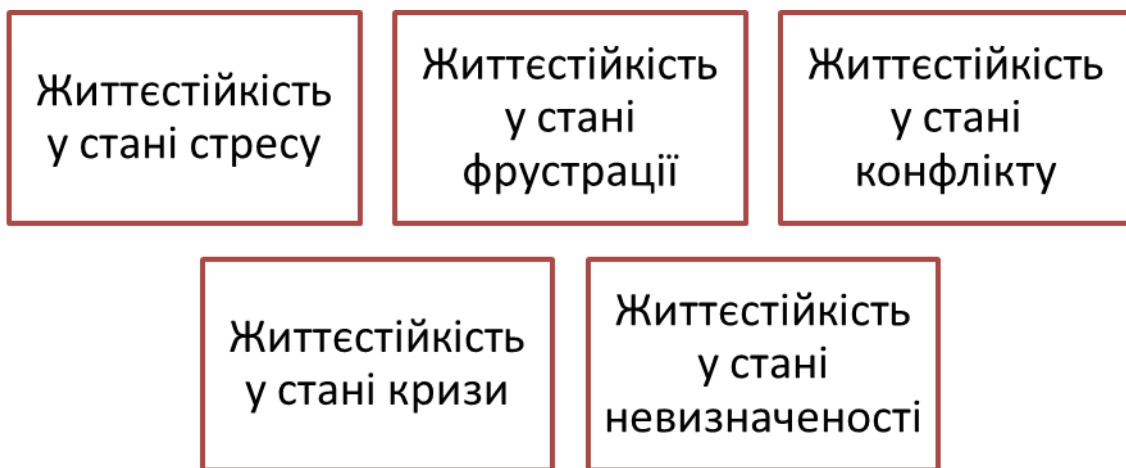 Життєстійкість
у стані стресу
Життєстійкість
у стані
фрустрації
Життєстійкість
у стані
конфлікту
Життєстійкість
у стані кризи
Життєстійкість
у стані
невизначеності